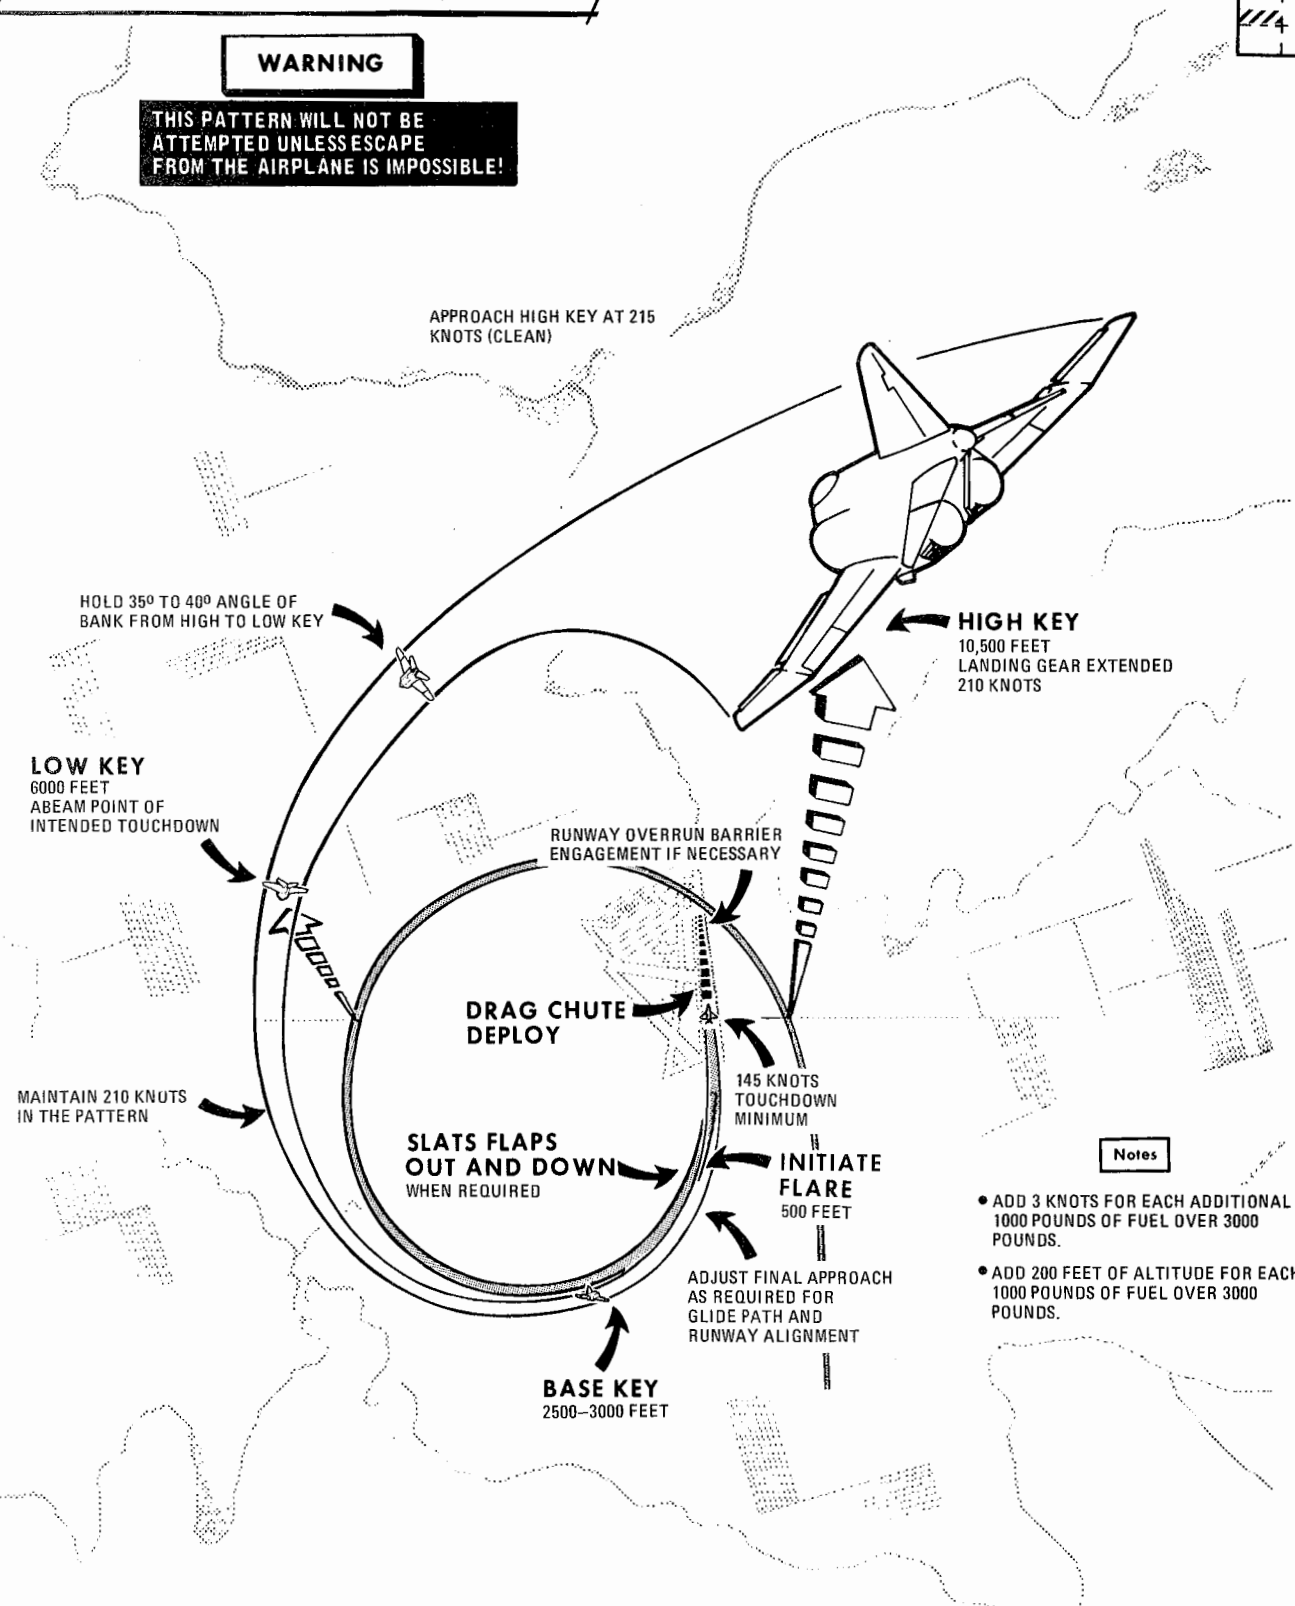 WARNING
THIS PATTERN WILL NOT BE
ATTEMPTED UNLESS ESCAPE
FROM THE AIRPLANE IS IMPOSSIBLE!
APPROACH HIGH KEY AT 215
KNOTS (CLEAN)
HOLD 35º TO 40º ANGLE OF
BANK FROM HIGH TO LOW KEY
HIGH KEY
10,500 FEET
LANDING GEAR EXTENDED
210 KNOTS
LOW KEY
6000 FEET
ABEAM POINT OF
INTENDED TOUCHDOWN
RUNWAY OVERRUN BARRIER
ENGAGEMENT IF NECESSARY
DRAG CHUTE
DEPLOY
145 KNOTS
TOUCHDOWN
MINIMUM
MAINTAIN 210 KNOTS
IN THE PATTERN
SLATS FLAPS
OUT AND DOWN
WHEN REQUIRED
INITIATE
FLARE
500 FEET
ADJUST FINAL APPROACH
AS REQUIRED FOR
GLIDE PATH AND
RUNWAY ALIGNMENT
BASE KEY
2500–3000 FEET
Notes
● ADD 3 KNOTS FOR EACH ADDITIONAL
1000 POUNDS OF FUEL OVER 3000
POUNDS.
● ADD 200 FEET OF ALTITUDE FOR EACH
1000 POUNDS OF FUEL OVER 3000
POUNDS.